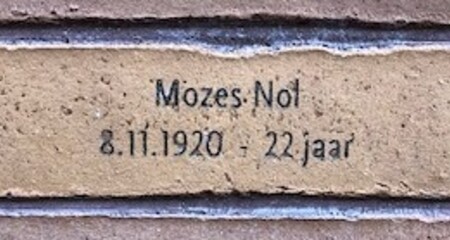 Mozes Nol
8.11.1920 - 22 jaar